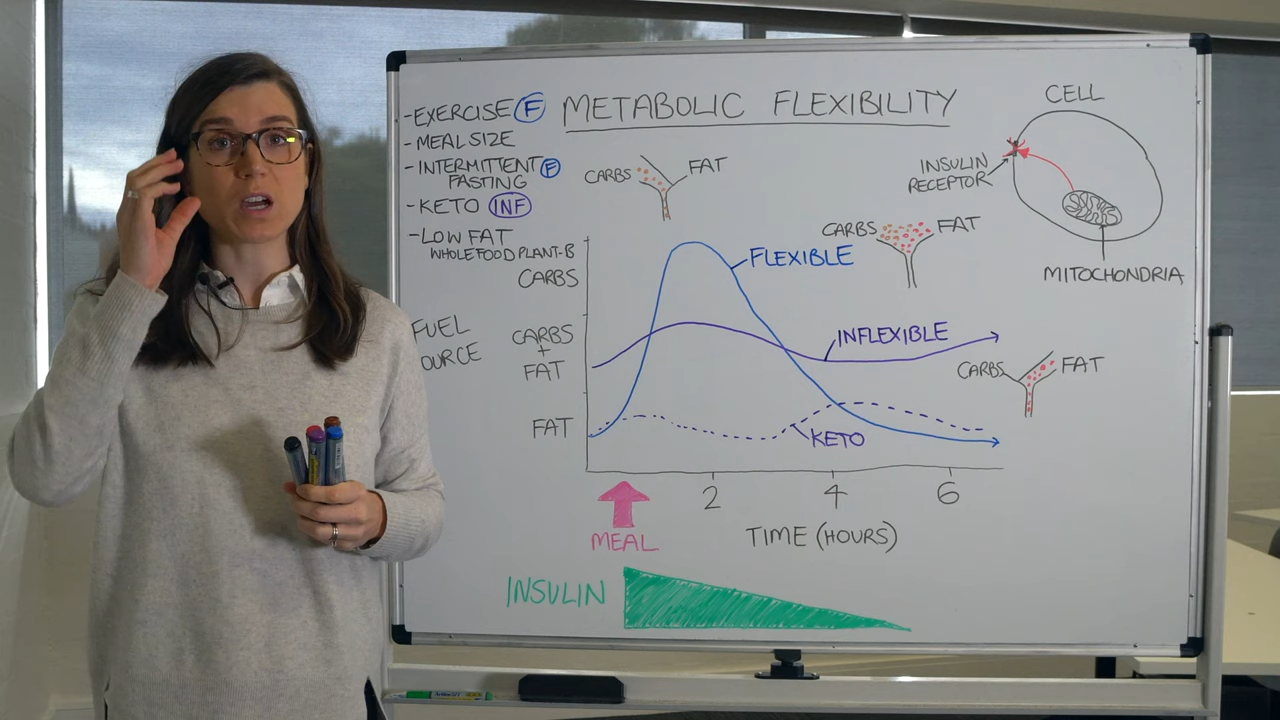 METABOLIC FLEXIBILITY
-EXERCISE F
-MEAL SIZE
-INTERMITTENT F
FASTING
-KETO INF
-LOW FAT
WHOLEFOOD PLANT-B
CARBS FAT
CELL
INSULIN
RECEPTOR
MITOCHONDRIA
CARBS FAT
CARBS FAT
FUEL
OURCE
CARBS
CARBS
+
FAT
FAT
FLEXIBLE
INFLEXIBLE
KETO
2 4 6
TIME (HOURS)
MEAL
INSULIN